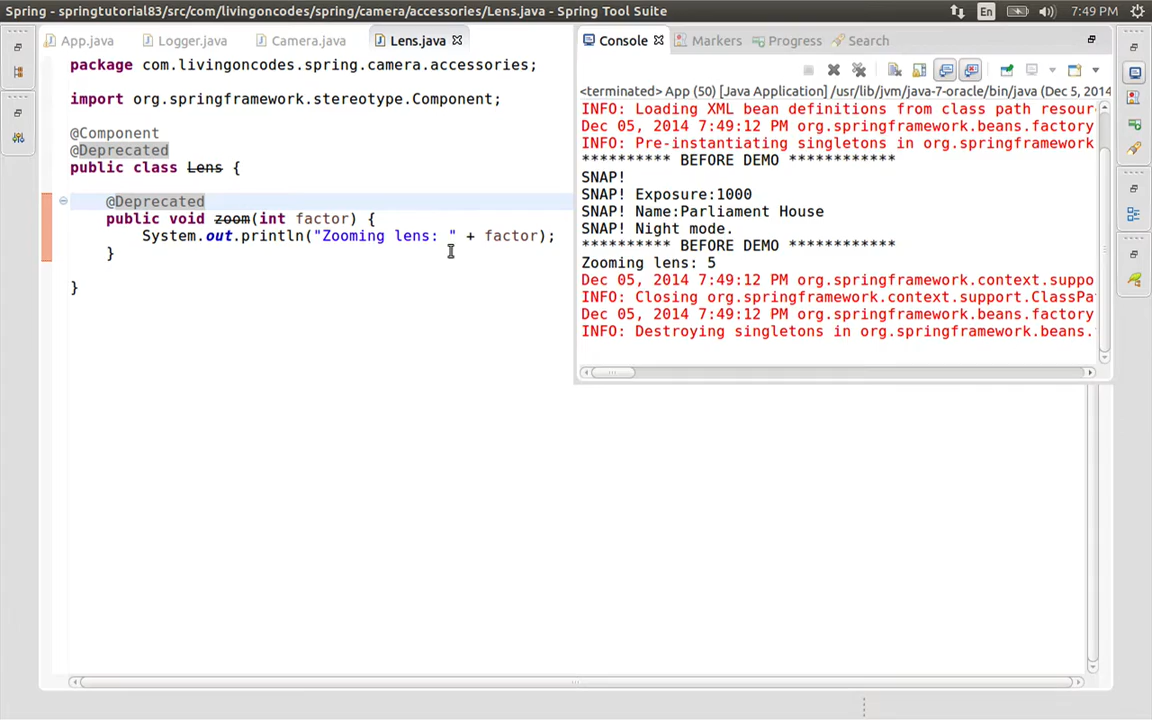 Spring - springtutorial83/src/com/livingoncodes/spring/camera/accessories/Lens.java - Spring Tool Suite
En
7:49 PM
App.java
Logger.java
Camera.java
Lens.java
package com.livingoncodes.spring.camera.accessories;
import org.springframework.stereotype.Component;
@Component
@Deprecated
public class Lens {
@Deprecated
public void zoom(int factor) {
System.out.println("Zooming lens: " + factor);
}
}
Console
Markers
Progress
Search
<terminated> App (50) [Java Application] /usr/lib/jvm/java-7-oracle/bin/java (Dec 5, 2014
INFO: Loading XML bean definitions from class path resour
Dec 05, 2014 7:49:12 PM org.springframework.beans.factory
INFO: Pre-instantiating singletons in org.springframework
********** BEFORE DEMO ************
SNAP!
SNAP! Exposure:1000
SNAP! Name:Parliament House
SNAP! Night mode.
********** BEFORE DEMO ************
Zooming lens: 5
Dec 05, 2014 7:49:12 PM org.springframework.context.suppo
INFO: Closing org.springframework.context.support.ClassPa
Dec 05, 2014 7:49:12 PM org.springframework.beans.factory
INFO: Destroying singletons in org.springframework.beans.